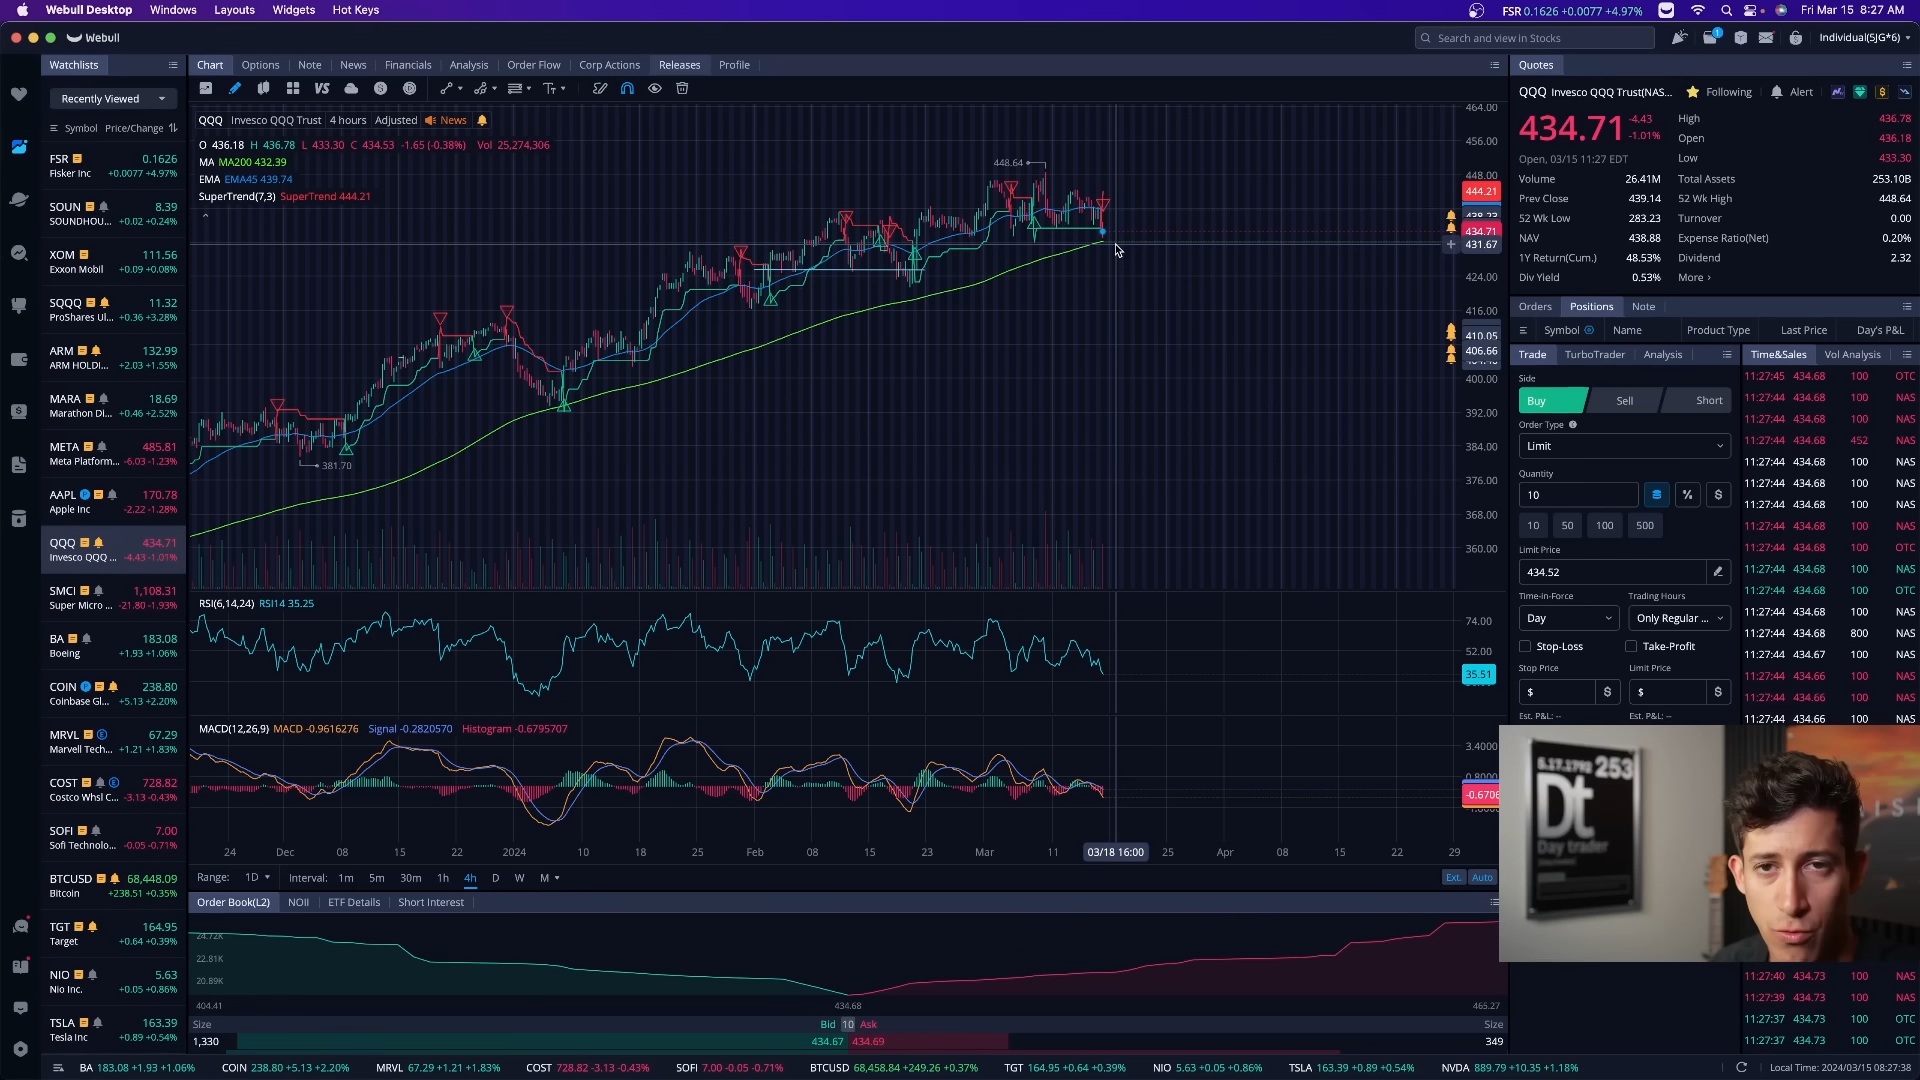 Webull Desktop Windows Layouts Widgets Hot Keys
FSR 0.1626 +0.0077 +4.97% Fri Mar 15 8:27 AM
Webull
Search and view in Stocks
1
Individual(5JG*6)
Watchlists
Chart Options Note News Financials Analysis Order Flow Corp Actions Releases Profile
Quotes
Recently Viewed
Symbol Price/Change
FSR 0.1626
Fisker Inc +0.0077 +4.97%
SOUN 8.39
SOUNDHOU... +0.02 +0.24%
XOM 111.56
Exxon Mobil +0.09 +0.08%
SQQQ 11.32
ProShares Ul... +0.36 +3.28%
ARM 132.99
ARM HOLDI... +2.03 +1.55%
MARA 18.69
Marathon Di... +0.46 +2.52%
META 485.81
Meta Platform... -6.03 -1.23%
AAPL 170.78
Apple Inc -2.22 -1.28%
QQQ 434.71
Invesco QQQ ... -4.43 -1.01%
SMCI 1,108.31
Super Micro ... -21.80 -1.93%
BA 183.08
Boeing +1.93 +1.06%
COIN 238.80
Coinbase Gl... +5.13 +2.20%
MRVL 67.29
Marvell Tech... +1.21 +1.83%
COST 728.82
Costco Whsl C... -3.13 -0.43%
SOFI 7.00
Sofi Technolo... -0.05 -0.71%
BTCUSD 68,448.09
Bitcoin +238.51 +0.35%
TGT 164.95
Target +0.64 +0.39%
NIO 5.63
Nio Inc. +0.05 +0.86%
TSLA 163.39
Tesla Inc +0.89 +0.54%
QQQ Invesco QQQ Trust 4 hours Adjusted News
O 436.18 H 436.78 L 433.30 C 434.53 -1.65 (-0.38%) Vol 25,274,306
MA MA200 432.39
EMA EMA45 439.74
SuperTrend(7,3) SuperTrend 444.21
448.64
381.70
464.00
456.00
448.00
444.21
438.23
434.71
431.67
424.00
416.00
410.05
406.66
400.00
392.00
384.00
376.00
368.00
360.00
RSI(6,14,24) RSI14 35.25
74.00
52.00
35.51
MACD(12,26,9) MACD -0.9616276 Signal -0.2820570 Histogram -0.6795707
3.4000
0.8000
-0.6706
24 Dec 08 15 22 2024 10 18 25 Feb 08 15 23 Mar 11 03/18 16:00 25 Apr 08 15 22 29
Range: 1D Interval: 1m 5m 30m 1h 4h D W M
Ext. Auto
Order Book(L2) NOII ETF Details Short Interest
24.72K
22.81K
20.89K
404.41 434.68 465.27
Size Bid 10 Ask Size
1,330 434.67 434.69 349
QQQ Invesco QQQ Trust(NAS... Following Alert
434.71 -4.43
-1.01%
Open, 03/15 11:27 EDT
High 436.78
Open 436.18
Low 433.30
Volume 26.41M Total Assets 253.10B
Prev Close 439.14 52 Wk High 448.64
52 Wk Low 283.23 Turnover 0.00
NAV 438.88 Expense Ratio(Net) 0.20%
1Y Return(Cum.) 48.53% Dividend 2.32
Div Yield 0.53% More
Orders Positions Note
Symbol Name Product Type Last Price Day's P&L
Trade TurboTrader Analysis
Side
Buy Sell Short
Order Type
Limit
Quantity
10 % $
10 50 100 500
Limit Price
434.52
Time-in-Force Trading Hours
Day Only Regular ...
Stop-Loss Take-Profit
Stop Price Limit Price
$ $ $ $
Est. P&L: -- Est. P&L: --
Time&Sales Vol Analysis
11:27:45 434.68 100 OTC
11:27:44 434.68 100 NAS
11:27:44 434.68 100 NAS
11:27:44 434.68 452 NAS
11:27:44 434.68 100 NAS
11:27:44 434.68 100 NAS
11:27:44 434.68 100 NAS
11:27:44 434.68 100 NAS
11:27:44 434.68 100 OTC
11:27:44 434.68 100 NAS
11:27:44 434.68 100 OTC
11:27:44 434.68 100 NAS
11:27:44 434.68 800 NAS
11:27:44 434.67 100 NAS
11:27:44 434.66 100 NAS
11:27:44 434.66 100 NAS
11:27:44 434.66 100 NAS
5.17.1792 253
Dt
Day trader
11:27:40 434.73 100 NAS
11:27:39 434.73 100 NAS
11:27:37 434.73 100 OTC
11:27:37 434.73 100 OTC
BA 183.08 +1.93 +1.06% COIN 238.80 +5.13 +2.20% MRVL 67.29 +1.21 +1.83% COST 728.82 -3.13 -0.43% SOFI 7.00 -0.05 -0.71% BTCUSD 68,458.84 +249.26 +0.37% TGT 164.95 +0.64 +0.39% NIO 5.63 +0.05 +0.86% TSLA 163.39 +0.89 +0.54% NVDA 889.79 +10.35 +1.18% Local Time: 2024/03/15 08:27:38